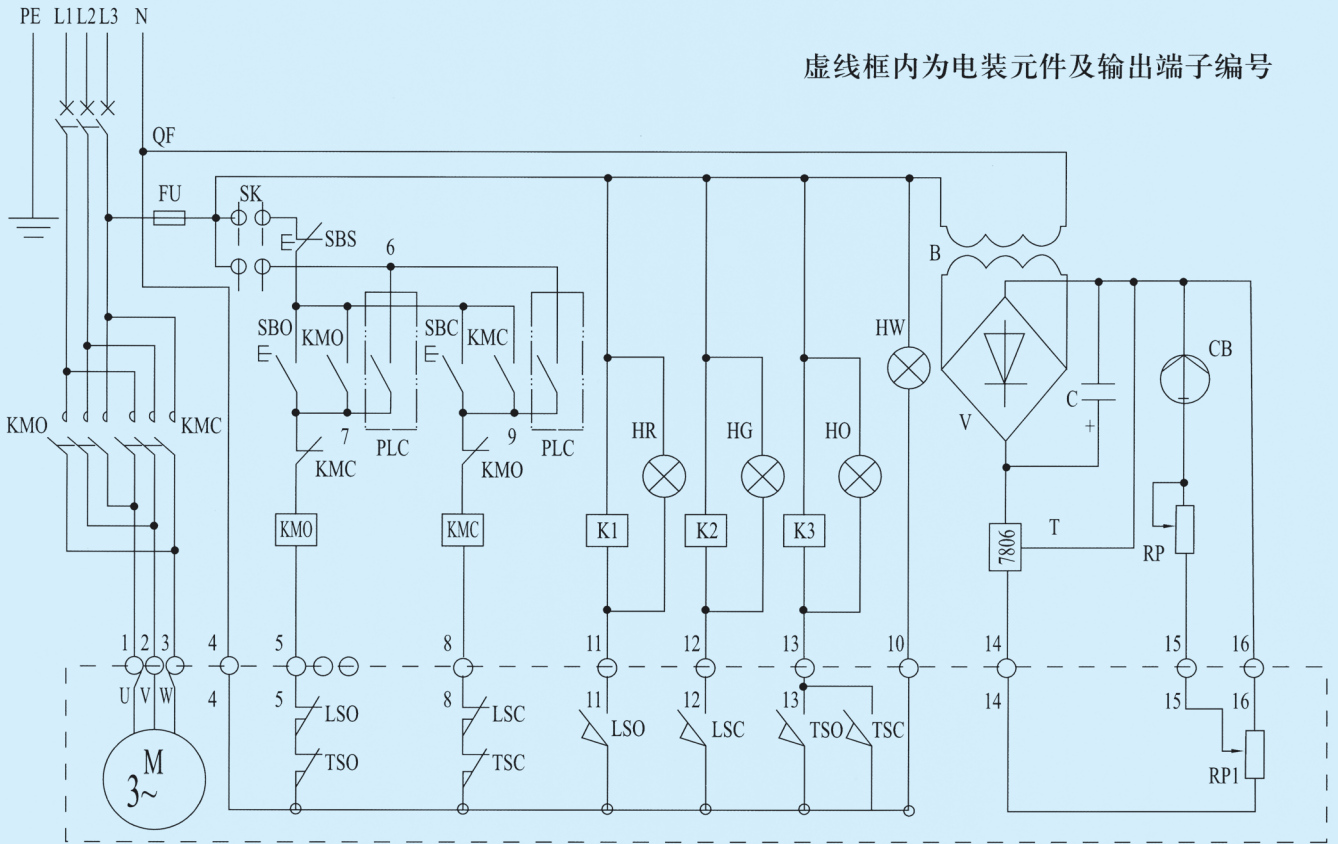 PE L1 L2 L3 N
虚线框内为电装元件及输出端子编号
QF
FU SK
SBS
6
B
SBO KMO SBC KMC
HW
CB
C
+
V
KMO KMC
7 PLC 9 PLC
KMC KMO
HR HG HO
KMO KMC K1 K2 K3
7806 T RP
1 2 3 4 5 8 11 12 13 10 14 15 16
U V W 4 5 8 11 12 13 14 15 16
LSO LSC LSO LSC TSO TSC
TSO TSC
M
3~
RP1